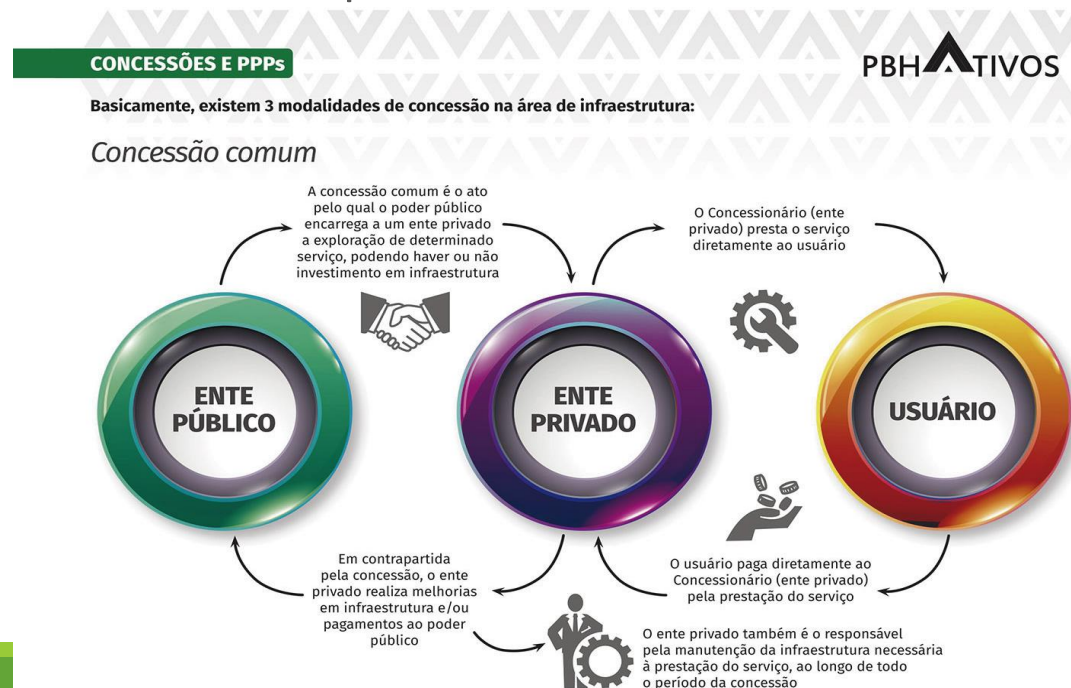 CONCESSÕES E PPPs
PBH ATIVOS
Basicamente, existem 3 modalidades de concessão na área de infraestrutura:
Concessão comum
A concessão comum é o ato
pelo qual o poder público
encarrega a um ente privado
a exploração de determinado
serviço, podendo haver ou não
investimento em infraestrutura
O Concessionário (ente
privado) presta o serviço
diretamente ao usuário
ENTE
PÚBLICO
ENTE
PRIVADO
USUÁRIO
Em contrapartida
pela concessão, o ente
privado realiza melhorias
em infraestrutura e/ou
pagamentos ao poder
público
O usuário paga diretamente ao
Concessionário (ente privado)
pela prestação do serviço
O ente privado também é o responsável
pela manutenção da infraestrutura necessária
à prestação do serviço, ao longo de todo
o período da concessão